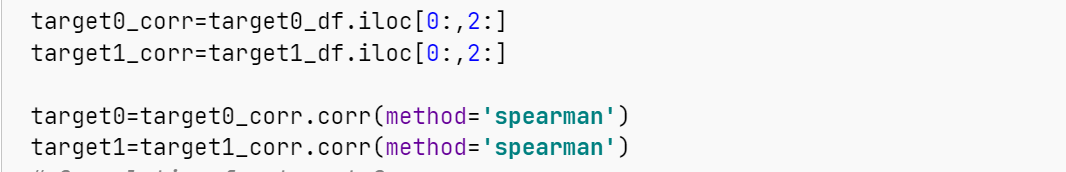 target0_corr=target0_df.iloc[0:,2:]
target1_corr=target1_df.iloc[0:,2:]
target0=target0_corr.corr(method='spearman')
target1=target1_corr.corr(method='spearman')